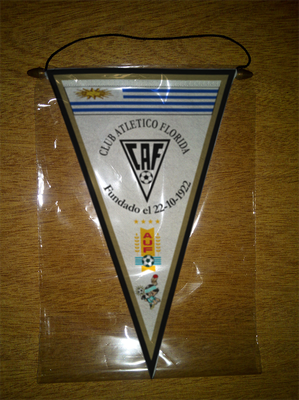 CLUB ATLETICO FLORIDA
CAF
Fundado el 22-10-1922
AUF